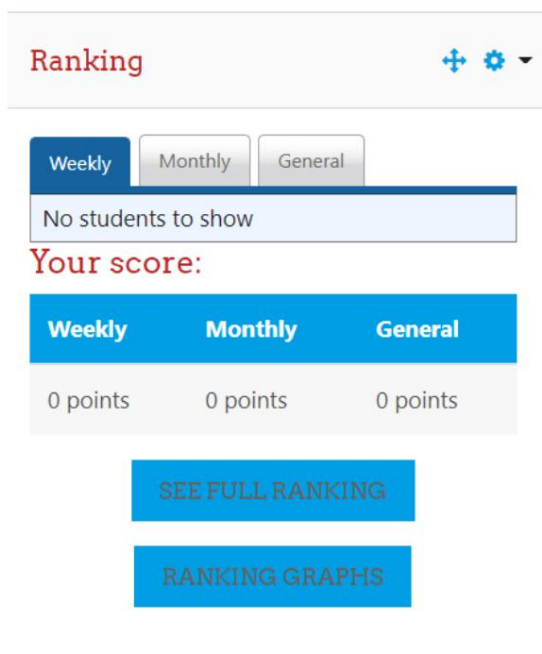 Ranking
Weekly Monthly General
No students to show
Your score:
Weekly Monthly General
0 points 0 points 0 points
SEE FULL RANKING
RANKING GRAPHS